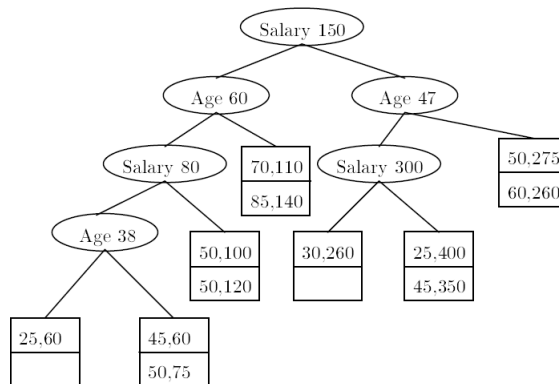 Salary 150
Age 60
Age 47
Salary 80
70,110
85,140
Salary 300
50,275
60,260
Age 38
50,100
50,120
30,260
25,400
45,350
25,60
45,60
50,75